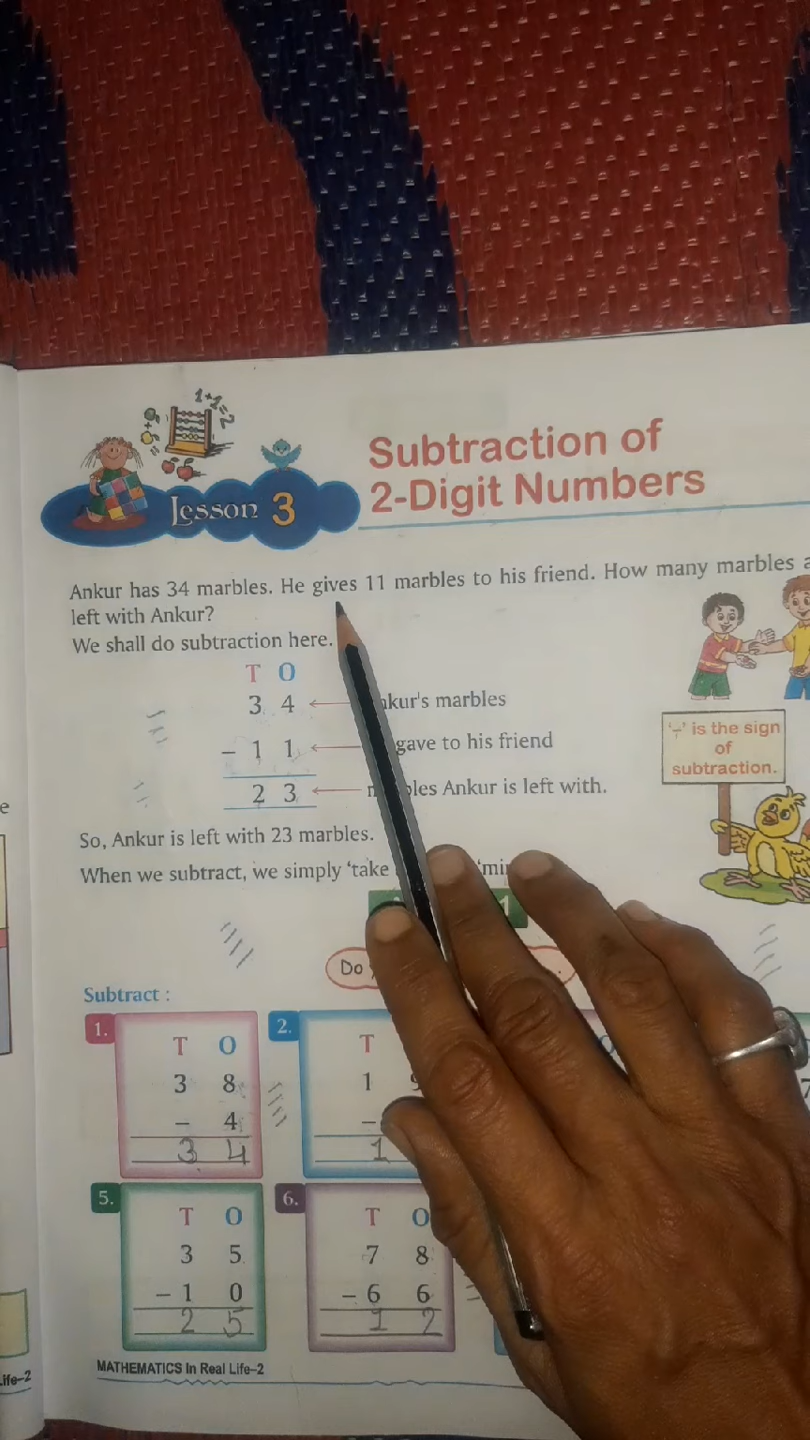 1+1=2
Lesson 3
Subtraction of
2-Digit Numbers
Ankur has 34 marbles. He gives 11 marbles to his friend. How many marbles
left with Ankur?
We shall do subtraction here.
T O
3 4 marbles
– 1 1 gave to his friend
2 3 Ankur is left with.
'–' is the sign
of
subtraction.
So, Ankur is left with 23 marbles.
When we subtract, we simply 'take
1
Do
Subtract :
1.
T O
3 8
– 4
3 4
2.
T
1
–
1
5.
T O
3 5
– 1 0
2 5
6.
T O
7 8
– 6 6
1 2
MATHEMATICS In Real Life–2